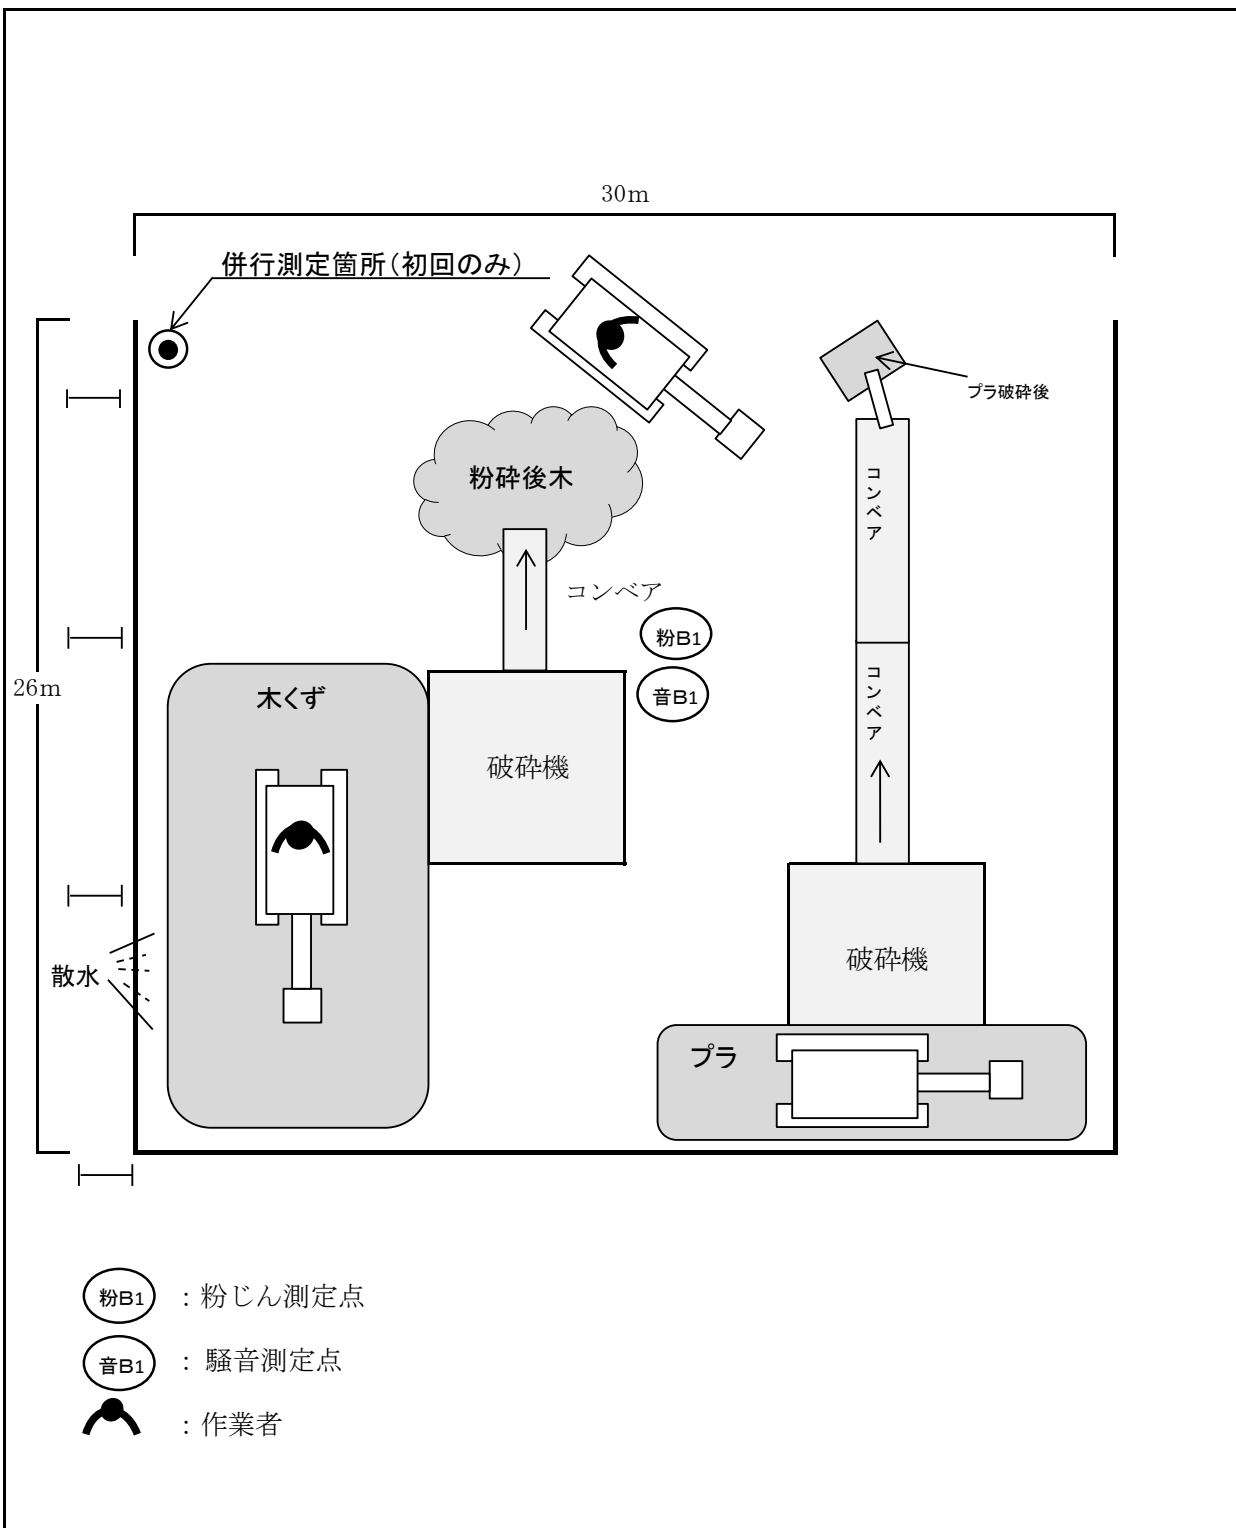 30m
併行測定箇所(初回のみ)
プラ破砕後
粉砕後木
コンベア
コンベア
粉B1
音B1
26m
木くず
コンベア
破砕機
破砕機
散水
プラ
粉B1 : 粉じん測定点
音B1 : 騒音測定点
: 作業者